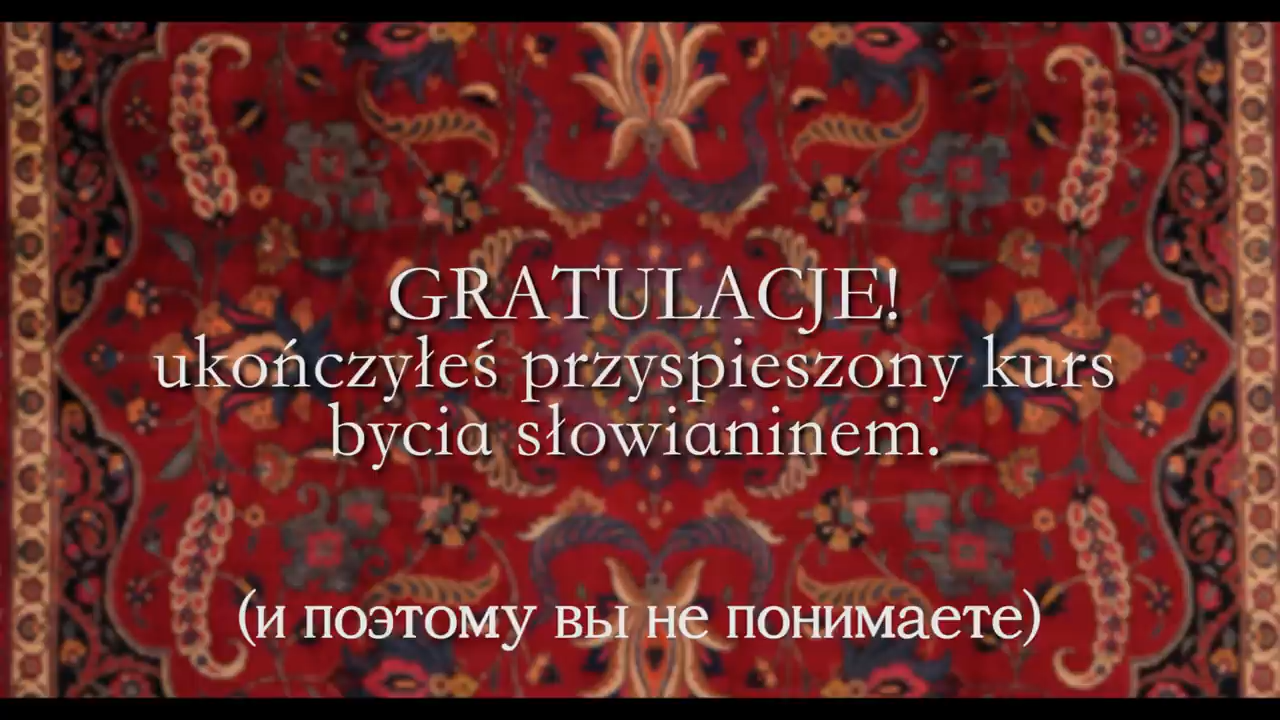 GRATULACJE!
ukończyłeś przyspieszony kurs
bycia słowianinem.
(и поэтому вы не понимаете)